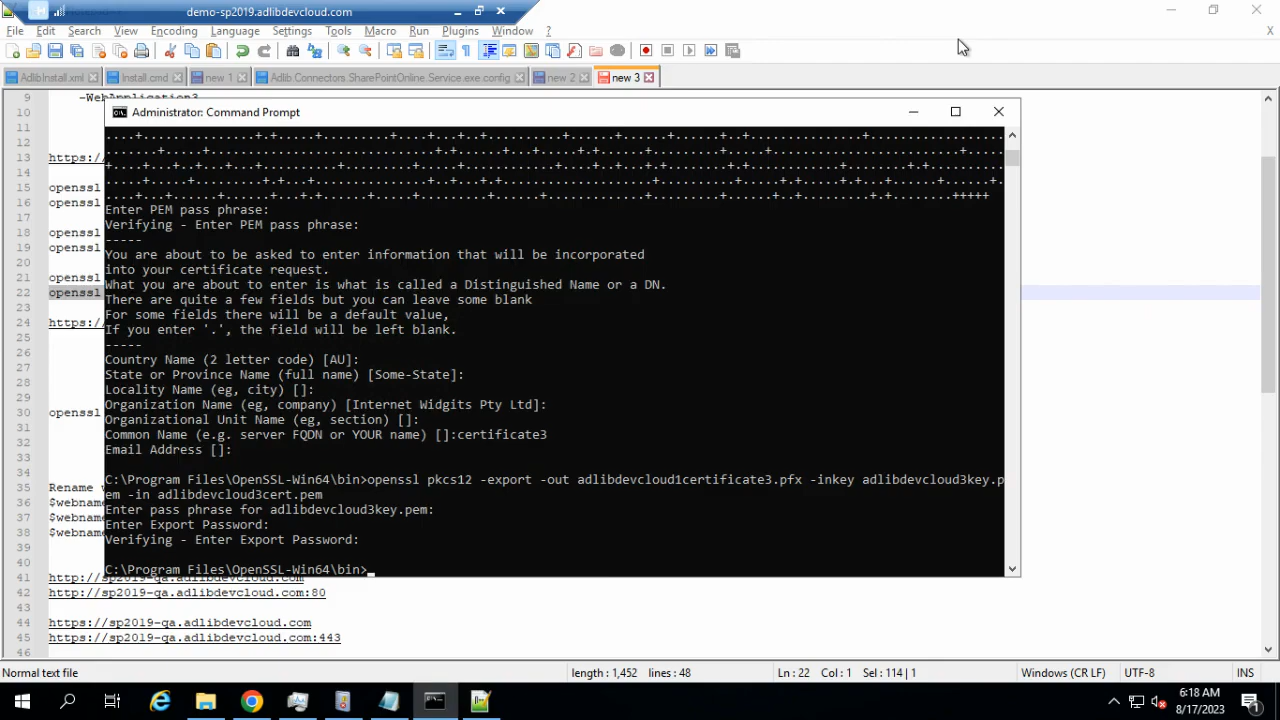 demo-sp2019.adlibdevcloud.com
File Edit Search View Encoding Language Settings Tools Macro Run Plugins Window ?
AdlibInstall.xml Install.cmd new 1 Adlib Connectors.SharePointOnline.Service.exe.config new 2 new 3
9 -WebApplication3
10
11
12
13 https:/
14
15 openssl
16 openssl
17
18 openssl
19 openssl
20
21 openssl
22 openssl
23
24 https:/
25
26
27
28
29
30 openssl
31
32
33
34
35 Rename w
36 $webname
37 $webname
38 $webname
39
40
41 http://sp2019-qa.adlibdevcloud.com
42 http://sp2019-qa.adlibdevcloud.com:80
43
44 https://sp2019-qa.adlibdevcloud.com
45 https://sp2019-qa.adlibdevcloud.com:443
46
Administrator: Command Prompt
Enter PEM pass phrase:
Verifying - Enter PEM pass phrase:
-----
You are about to be asked to enter information that will be incorporated
into your certificate request.
What you are about to enter is what is called a Distinguished Name or a DN.
There are quite a few fields but you can leave some blank
For some fields there will be a default value,
If you enter '.', the field will be left blank.
-----
Country Name (2 letter code) [AU]:
State or Province Name (full name) [Some-State]:
Locality Name (eg, city) []:
Organization Name (eg, company) [Internet Widgits Pty Ltd]:
Organizational Unit Name (eg, section) []:
Common Name (e.g. server FQDN or YOUR name) []:certificate3
Email Address []:
C:\Program Files\OpenSSL-Win64\bin>openssl pkcs12 -export -out adlibdevcloud1certificate3.pfx -inkey adlibdevcloud3key.p
em -in adlibdevcloud3cert.pem
Enter pass phrase for adlibdevcloud3key.pem:
Enter Export Password:
Verifying - Enter Export Password:
C:\Program Files\OpenSSL-Win64\bin>
Normal text file length : 1,452 lines : 48 Ln : 22 Col : 1 Sel : 114 | 1 Windows (CR LF) UTF-8 INS
6:18 AM
8/17/2023